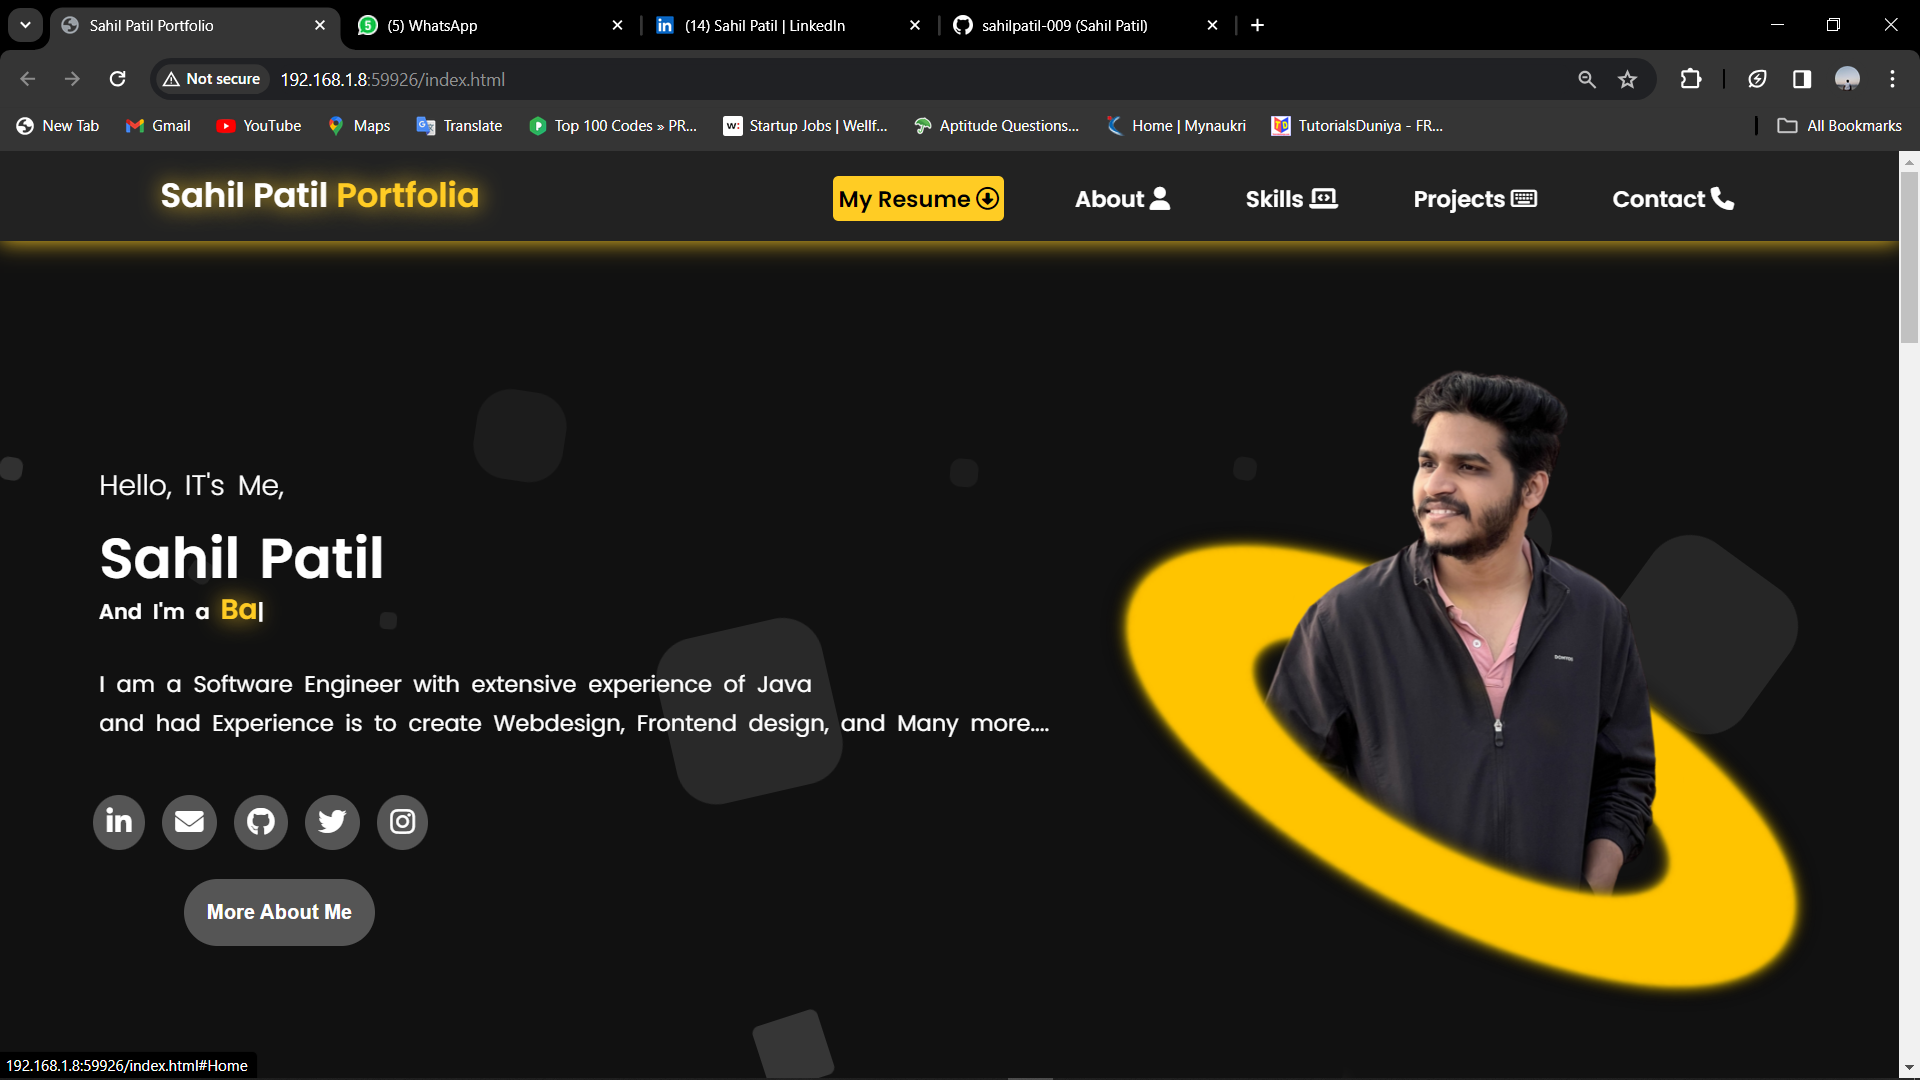 Sahil Patil Portfolio
(5) WhatsApp
(14) Sahil Patil | LinkedIn
sahilpatil-009 (Sahil Patil)
Not secure 192.168.1.8:59926/index.html
New Tab Gmail YouTube Maps Translate Top 100 Codes » PR... w: Startup Jobs | Wellf... Aptitude Questions... Home | Mynaukri TutorialsDuniya - FR... All Bookmarks
Sahil Patil Portfolia
My Resume About Skills Projects Contact
Hello, IT's Me,
Sahil Patil
And I'm a Ba|
I am a Software Engineer with extensive experience of Java
and had Experience is to create Webdesign, Frontend design, and Many more....
More About Me
192.168.1.8:59926/index.html#Home